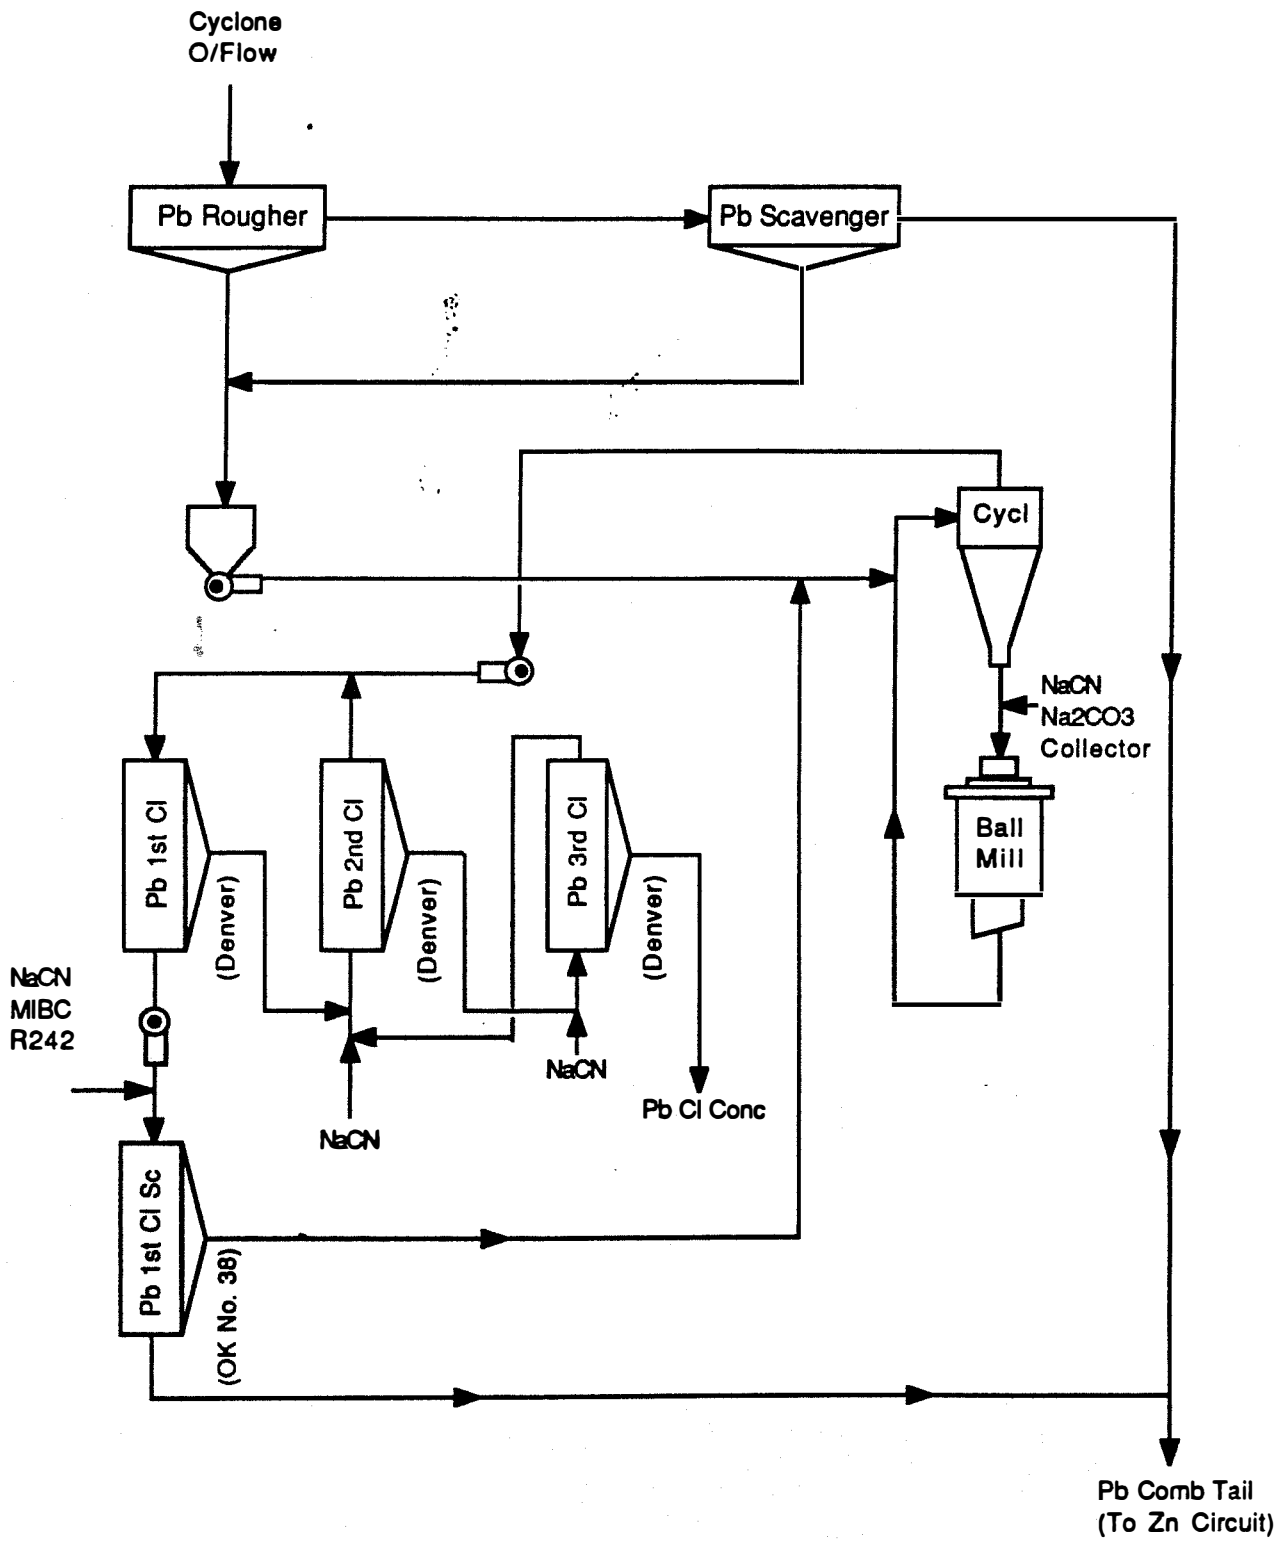 Cyclone
O/Flow
Pb Rougher
Pb Scavenger
Cycl
NaCN
Na2CO3
Collector
Ball
Mill
Pb 1st Cl
(Denver)
Pb 2nd Cl
(Denver)
Pb 3rd Cl
(Denver)
NaCN
MIBC
R242
NaCN
NaCN
Pb Cl Conc
Pb 1st Cl Sc
(OK No. 38)
Pb Comb Tail
(To Zn Circuit)